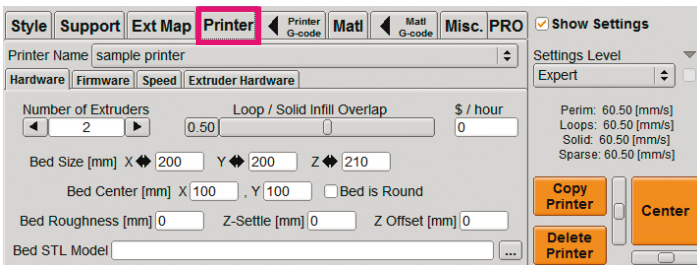 Style Support Ext Map Printer Printer G-code Matl Matl G-code Misc. PRO Show Settings
Printer Name sample printer
Settings Level
Hardware Firmware Speed Extruder Hardware
Expert
Number of Extruders Loop / Solid Infill Overlap $ / hour
2 0.50 0
Perim: 60.50 [mm/s]
Loops: 60.50 [mm/s]
Solid: 60.50 [mm/s]
Sparse: 60.50 [mm/s]
Bed Size [mm] X 200 Y 200 Z 210
Bed Center [mm] X 100 , Y 100 Bed is Round
Copy Printer
Center
Bed Roughness [mm] 0 Z-Settle [mm] 0 Z Offset [mm] 0
Delete Printer
Bed STL Model ...